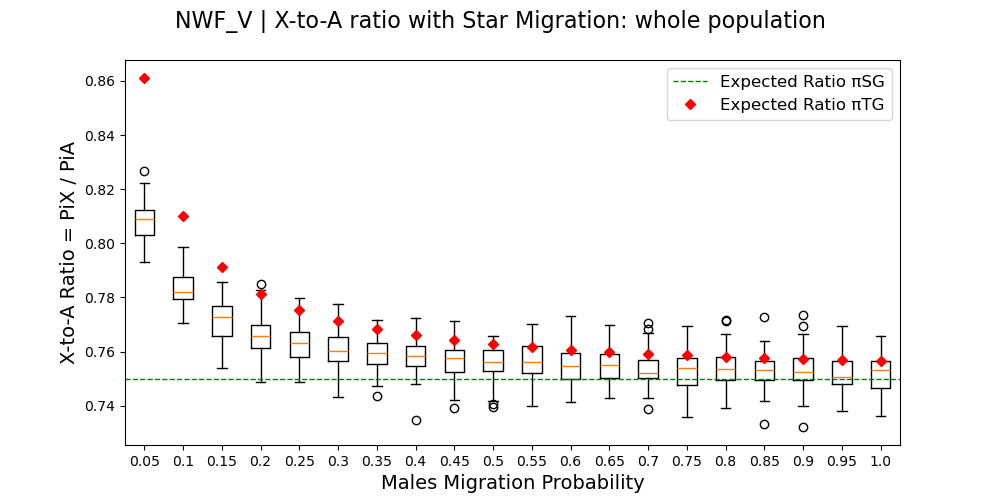 NWF_V | X-to-A ratio with Star Migration: whole population
Expected Ratio πSG
Expected Ratio πTG
X-to-A Ratio = PiX / PiA
0.86
0.84
0.82
0.80
0.78
0.76
0.74
0.05 0.1 0.15 0.2 0.25 0.3 0.35 0.4 0.45 0.5 0.55 0.6 0.65 0.7 0.75 0.8 0.85 0.9 0.95 1.0
Males Migration Probability